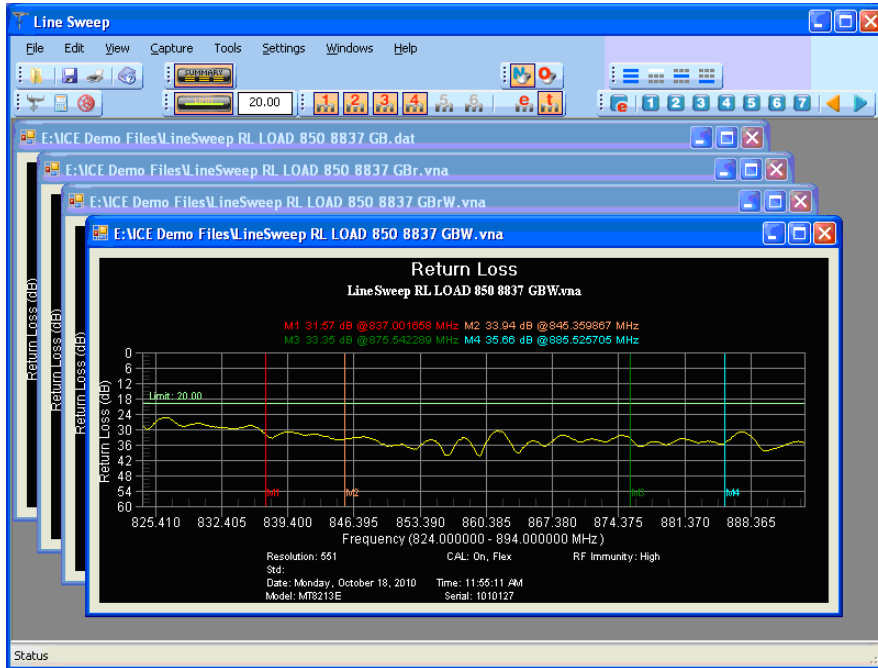 Line Sweep
File Edit View Capture Tools Settings Windows Help
SUMMARY
LIMIT 20.00 1 2 3 4 5 6 e t e 1 2 3 4 5 6 7
E:\ICE Demo Files\LineSweep RL LOAD 850 8837 GB.dat
E:\ICE Demo Files\LineSweep RL LOAD 850 8837 GBr.vna
E:\ICE Demo Files\LineSweep RL LOAD 850 8837 GBrW.vna
E:\ICE Demo Files\LineSweep RL LOAD 850 8837 GBW.vna
Return Loss (dB)
Return Loss (dB)
Return Loss (dB)
Return Loss
LineSweep RL LOAD 850 8837 GBW.vna
M1 31.57 dB @837.001658 MHz M2 33.94 dB @845.359867 MHz
M3 33.35 dB @875.542289 MHz M4 35.66 dB @885.525705 MHz
Return Loss (dB)
0
6
12
18
24
30
36
42
48
54
60
Limit: 20.00
M1 M2 M3 M4
825.410 832.405 839.400 846.395 853.390 860.385 867.380 874.375 881.370 888.365
Frequency (824.000000 - 894.000000 MHz)
Resolution: 551 CAL: On, Flex RF Immunity: High
Std:
Date: Monday, October 18, 2010 Time: 11:55:11 AM
Model: MT8213E Serial: 1010127
Status